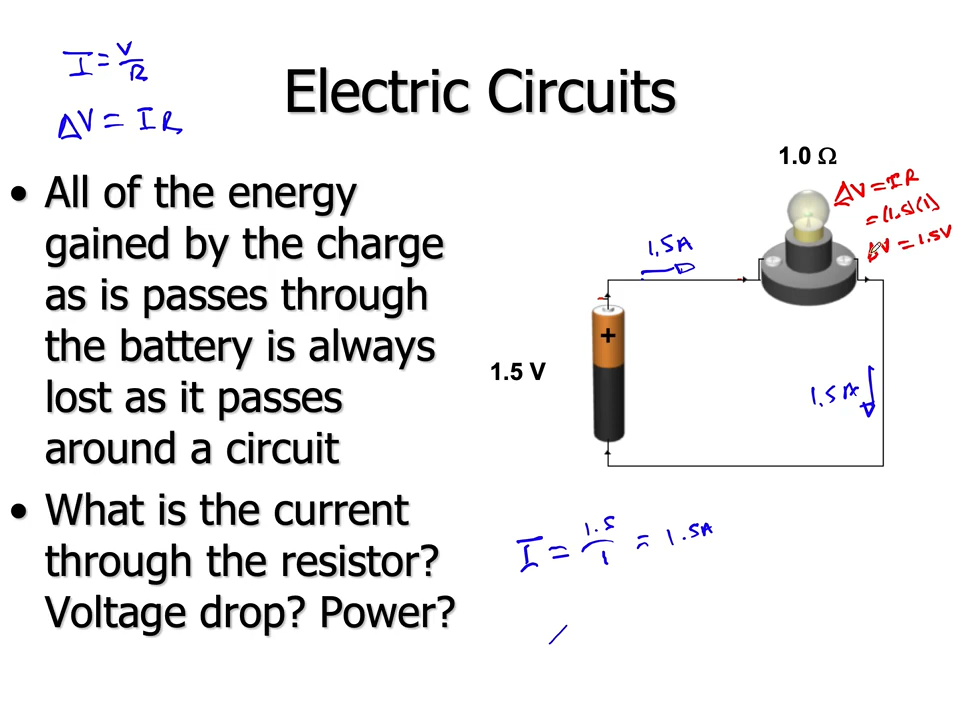 I = V/R
ΔV = IR
Electric Circuits
• All of the energy
gained by the charge
as is passes through
the battery is always
lost as it passes
around a circuit
• What is the current
through the resistor?
Voltage drop? Power?
1.0 Ω
ΔV = IR
= (1.5)(1)
ΔV = 1.5V
1.5A
+
1.5 V
1.5A
I = 1.5/1 = 1.5A